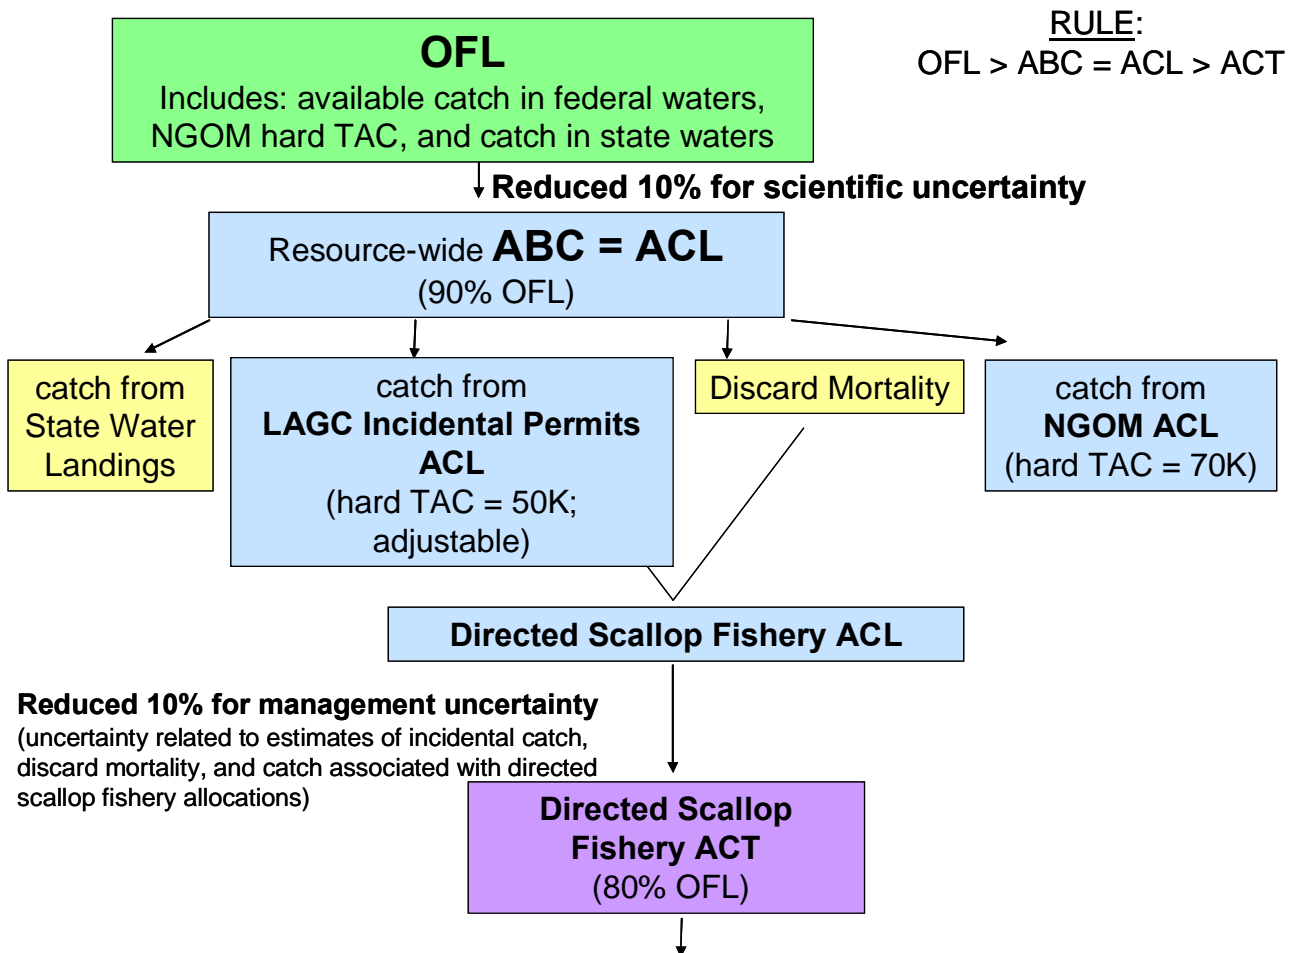 RULE:
OFL > ABC = ACL > ACT
OFL
Includes: available catch in federal waters,
NGOM hard TAC, and catch in state waters
Reduced 10% for scientific uncertainty
Resource-wide ABC = ACL
(90% OFL)
catch from
State Water
Landings
catch from
LAGC Incidental Permits
ACL
(hard TAC = 50K;
adjustable)
Discard Mortality
catch from
NGOM ACL
(hard TAC = 70K)
Directed Scallop Fishery ACL
Reduced 10% for management uncertainty
(uncertainty related to estimates of incidental catch,
discard mortality, and catch associated with directed
scallop fishery allocations)
Directed Scallop
Fishery ACT
(80% OFL)